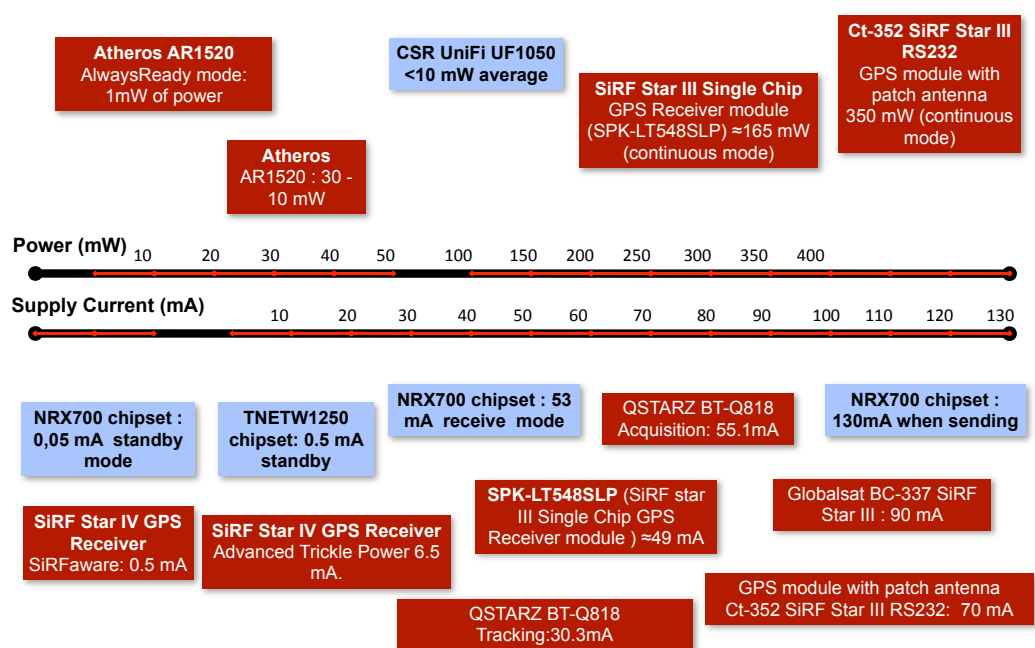 Atheros AR1520
AlwaysReady mode:
1mW of power
CSR UniFi UF1050
<10 mW average
SiRF Star III Single Chip
GPS Receiver module
(SPK-LT548SLP) ≈165 mW
(continuous mode)
Ct-352 SiRF Star III
RS232
GPS module with
patch antenna
350 mW (continuous
mode)
Atheros
AR1520 : 30 -
10 mW
Power (mW)
10 20 30 40 50 100 150 200 250 300 350 400
Supply Current (mA)
10 20 30 40 50 60 70 80 90 100 110 120 130
NRX700 chipset :
0,05 mA standby
mode
TNETW1250
chipset: 0.5 mA
standby
NRX700 chipset : 53
mA receive mode
QSTARZ BT-Q818
Acquisition: 55.1mA
NRX700 chipset :
130mA when sending
SiRF Star IV GPS
Receiver
SiRFaware: 0.5 mA
SiRF Star IV GPS Receiver
Advanced Trickle Power 6.5
mA.
SPK-LT548SLP (SiRF star
III Single Chip GPS
Receiver module ) ≈49 mA
Globalsat BC-337 SiRF
Star III : 90 mA
QSTARZ BT-Q818
Tracking:30.3mA
GPS module with patch antenna
Ct-352 SiRF Star III RS232: 70 mA